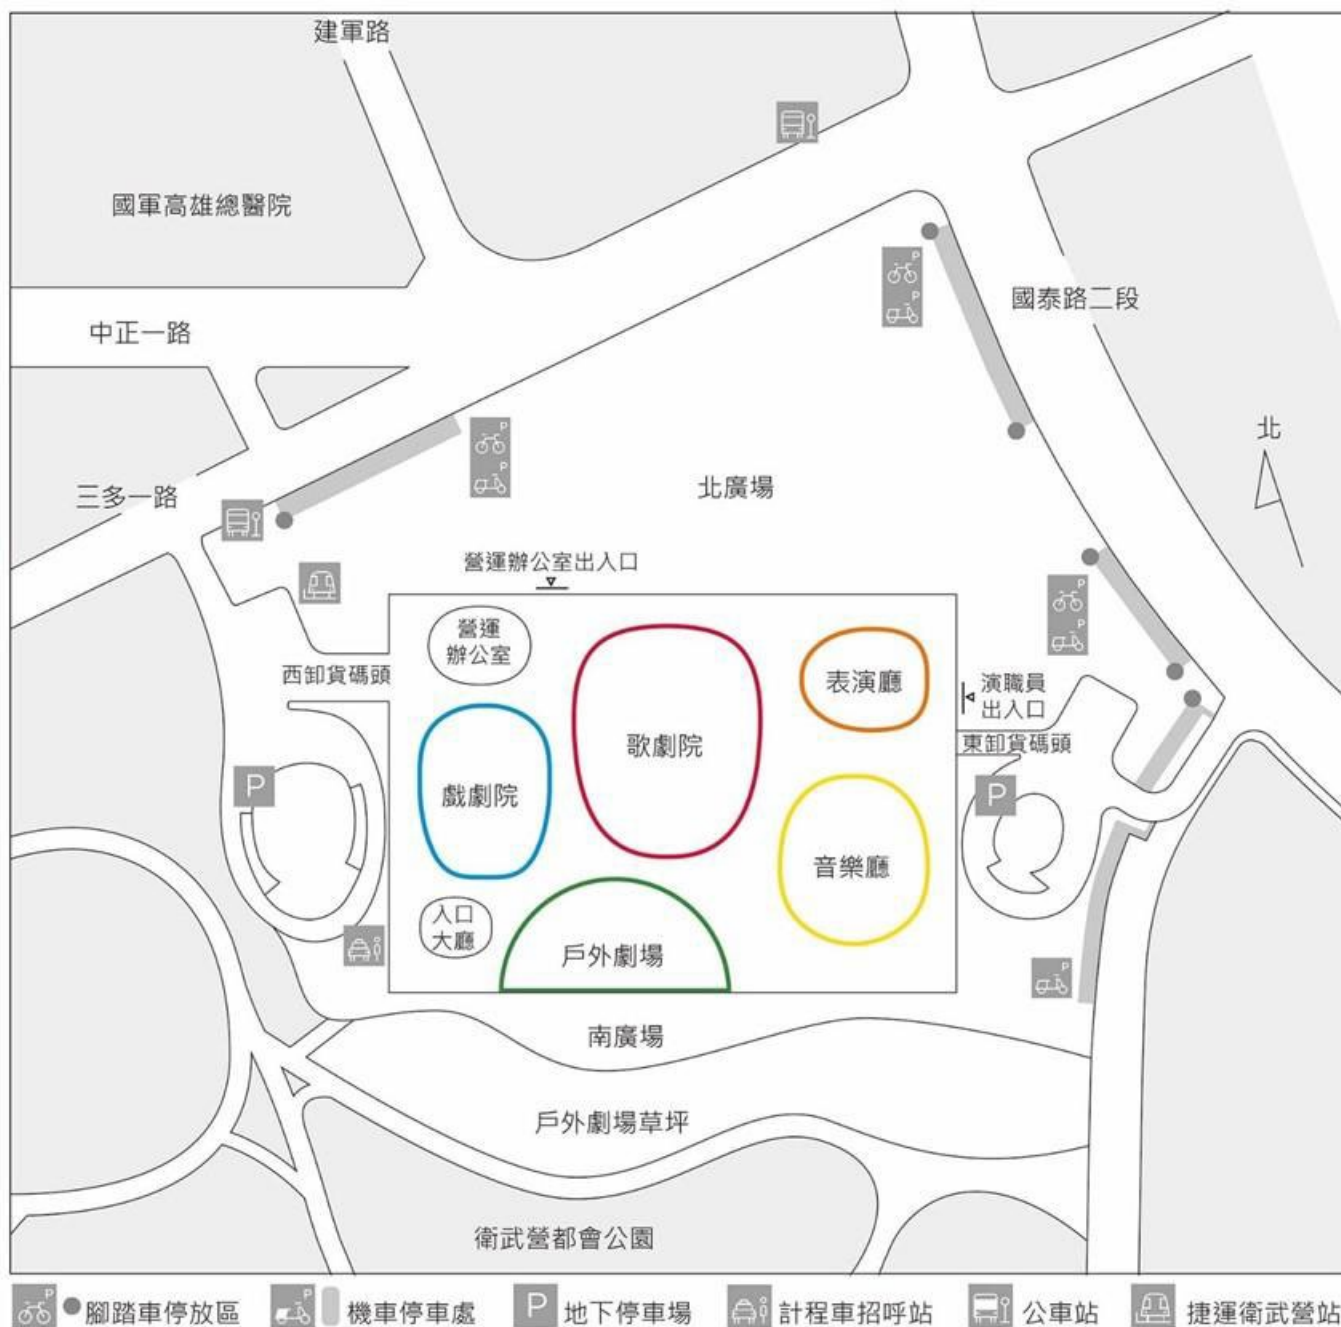 建軍路
國軍高雄總醫院
國泰路二段
中正一路
北
三多一路
北廣場
營運辦公室出入口
營運
辦公室
西卸貨碼頭
表演廳
演職員
出入口
歌劇院
東卸貨碼頭
P
戲劇院
P
音樂廳
入口
大廳
戶外劇場
南廣場
戶外劇場草坪
衛武營都會公園
P 腳踏車停放區
P 機車停車處
P 地下停車場
計程車招呼站
公車站
捷運衛武營站